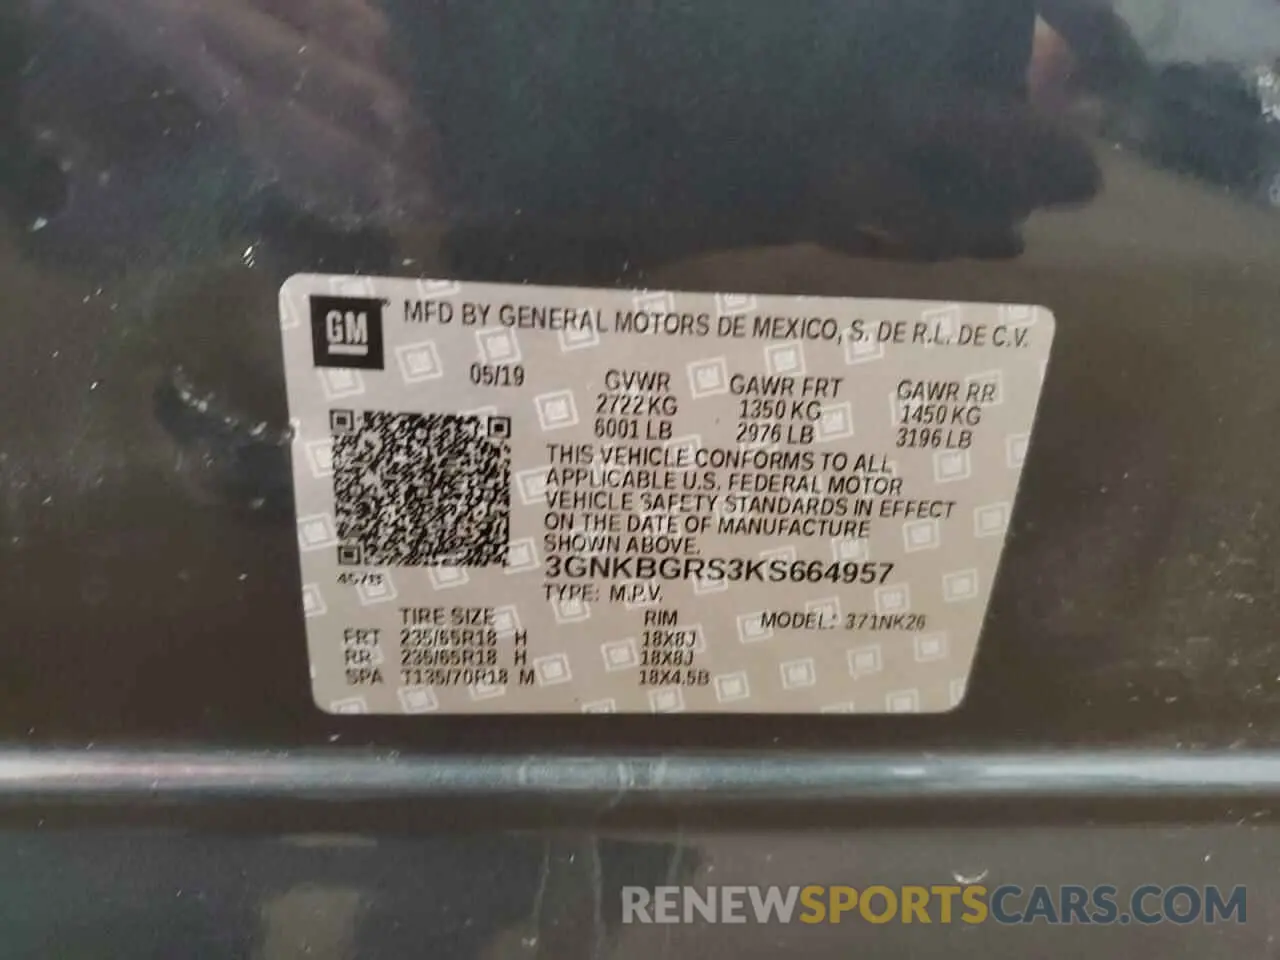 GM MFD BY GENERAL MOTORS DE MEXICO, S. DE R.L. DE C.V.
05/19 GVWR GAWR FRT GAWR RR
2722 KG 1350 KG 1450 KG
6001 LB 2976 LB 3196 LB
THIS VEHICLE CONFORMS TO ALL
APPLICABLE U.S. FEDERAL MOTOR
VEHICLE SAFETY STANDARDS IN EFFECT
ON THE DATE OF MANUFACTURE
SHOWN ABOVE.
3GNKBGRS3KS664957
4578
TYPE: M.P.V.
TIRE SIZE RIM MODEL: 371NK26
FRT 235/65R18 H 18X8J
RR 235/65R18 H 18X8J
SPA T135/70R18 M 18X4.5B
RENEWSPORTSCARS.COM